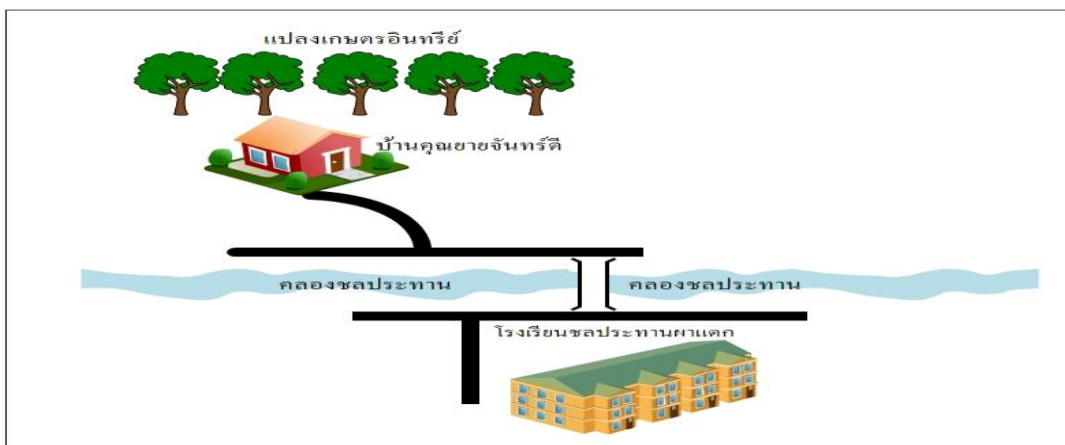 แปลงเกษตรอินทรีย์
บ้านคุณยายจันทร์ดี
คลองชลประทาน
คลองชลประทาน
โรงเรียนชลประทานผาแตก